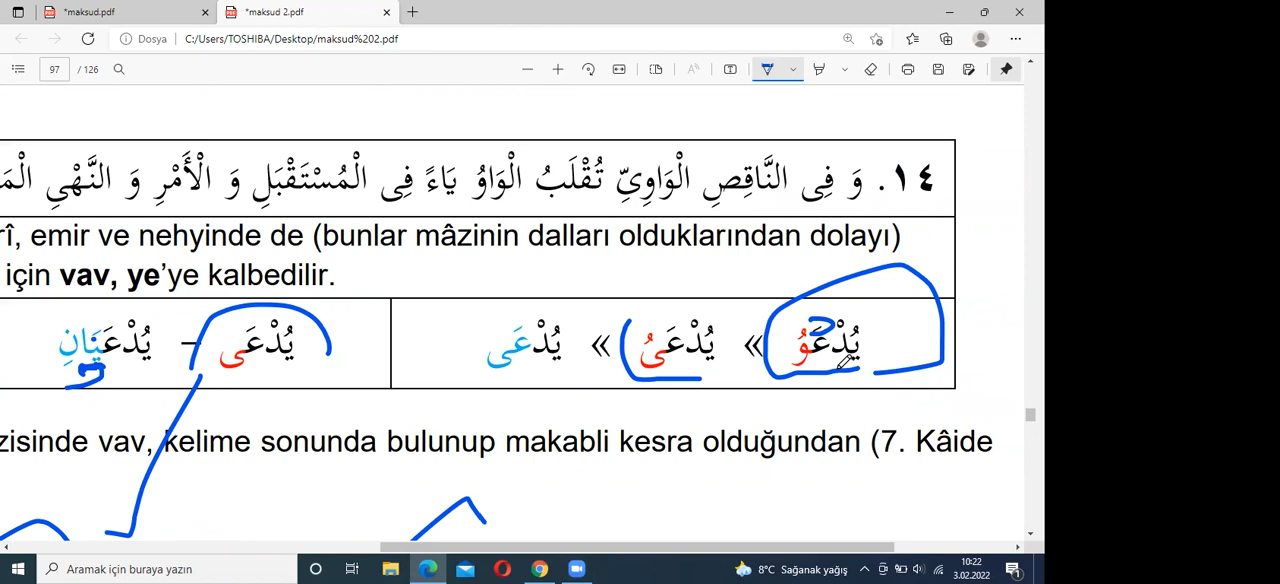 *maksud.pdf
*maksud 2.pdf
Dosya
C:/Users/TOSHIBA/Desktop/maksud%202.pdf
97 / 126
١٤. وَ فِى النَّاقِصِ الْوَاوِىِّ تُقْلَبُ الْوَاوُ يَاءً فِى الْمُسْتَقْبَلِ وَ الْأَمْرِ وَ النَّهْىِ
rî, emir ve nehyinde de (bunlar mâzinin dalları olduklarından dolayı)
için vav, ye'ye kalbedilir.
يُدْعَوُ » يُدْعَىُ » يُدْعَى
يُدْعَى – يُدْعَيَانِ
zisinde vav, kelime sonunda bulunup makabli kesra olduğundan (7. Kâide
Aramak için buraya yazın
8°C Sağanak yağış
10:22
3.02.2022
1